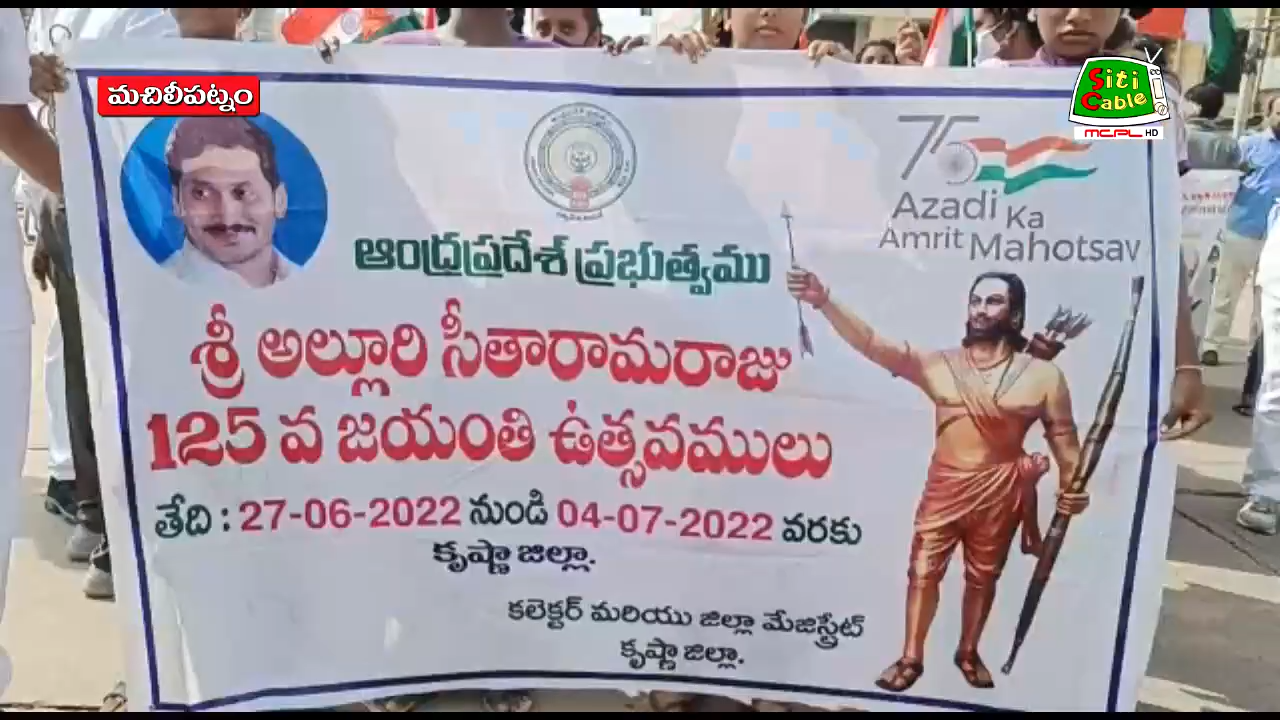 మచిలీపట్నం
Siti
Cable
MCPL HD
75
Azadi Ka
Amrit Mahotsav
ఆంధ్రప్రదేశ్ ప్రభుత్వము
శ్రీ అల్లూరి సీతారామరాజు
125 వ జయంతి ఉత్సవములు
తేది : 27-06-2022 నుండి 04-07-2022 వరకు
కృష్ణా జిల్లా.
కలెక్టర్ మరియు జిల్లా మేజిస్ట్రేట్
కృష్ణా జిల్లా.